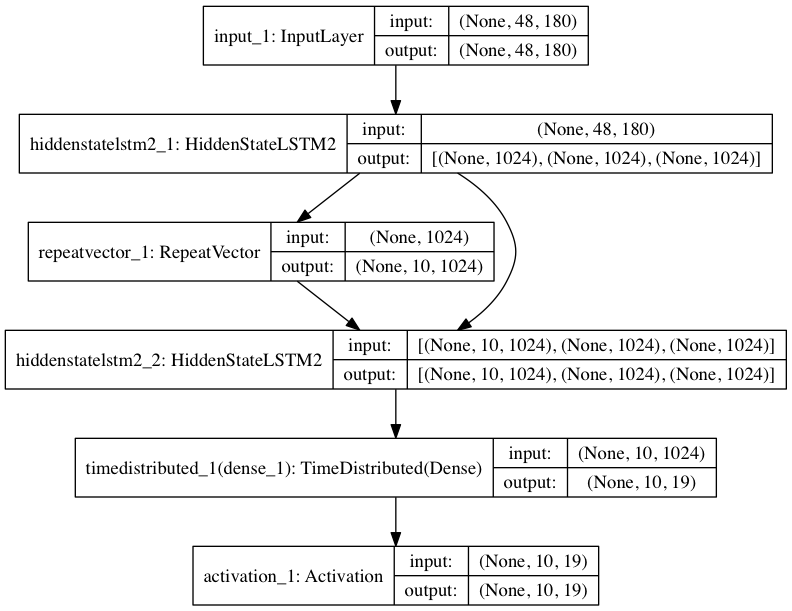 input_1: InputLayer
input: (None, 48, 180)
output: (None, 48, 180)
hiddenstatelstm2_1: HiddenStateLSTM2
input: (None, 48, 180)
output: [(None, 1024), (None, 1024), (None, 1024)]
repeatvector_1: RepeatVector
input: (None, 1024)
output: (None, 10, 1024)
hiddenstatelstm2_2: HiddenStateLSTM2
input: [(None, 10, 1024), (None, 1024), (None, 1024)]
output: [(None, 10, 1024), (None, 1024), (None, 1024)]
timedistributed_1(dense_1): TimeDistributed(Dense)
input: (None, 10, 1024)
output: (None, 10, 19)
activation_1: Activation
input: (None, 10, 19)
output: (None, 10, 19)